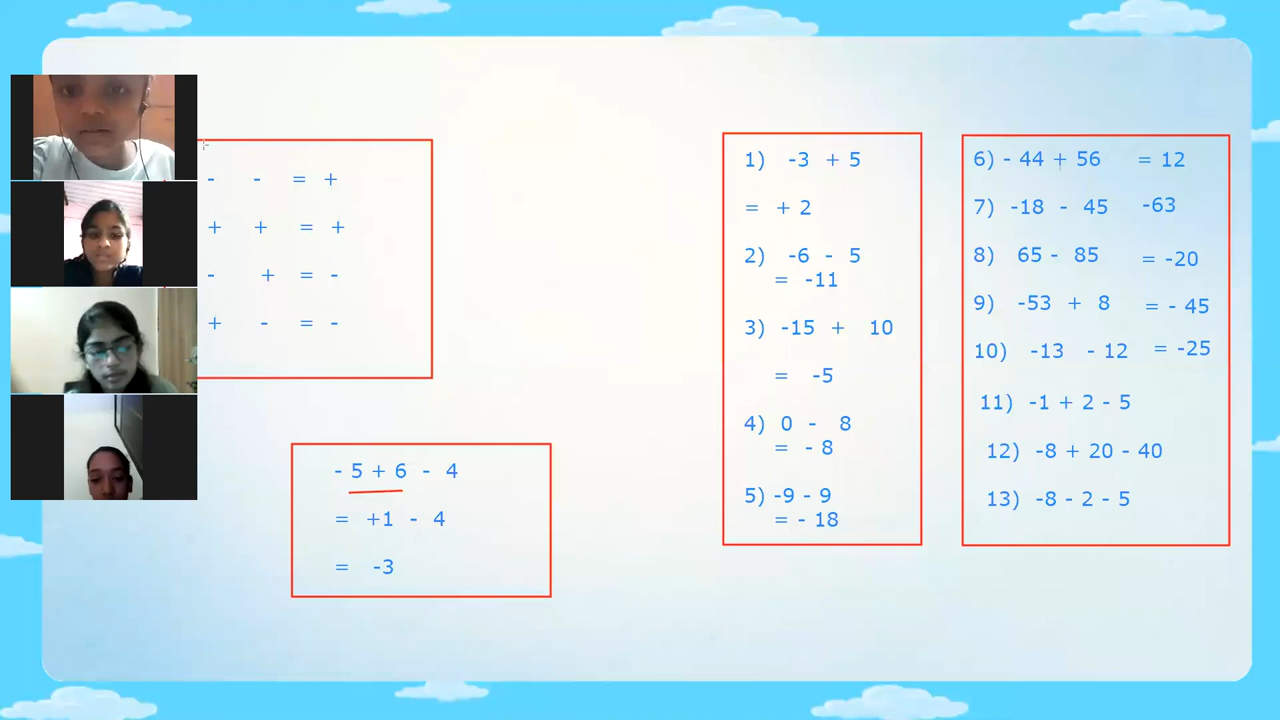 - - = +
+ + = +
- + = -
+ - = -
- 5 + 6 - 4
= +1 - 4
= -3
1) -3 + 5
= + 2
2) -6 - 5
= -11
3) -15 + 10
= -5
4) 0 - 8
= - 8
5) -9 - 9
= - 18
6) - 44 + 56 = 12
7) -18 - 45 -63
8) 65 - 85 = -20
9) -53 + 8 = - 45
10) -13 - 12 = -25
11) -1 + 2 - 5
12) -8 + 20 - 40
13) -8 - 2 - 5